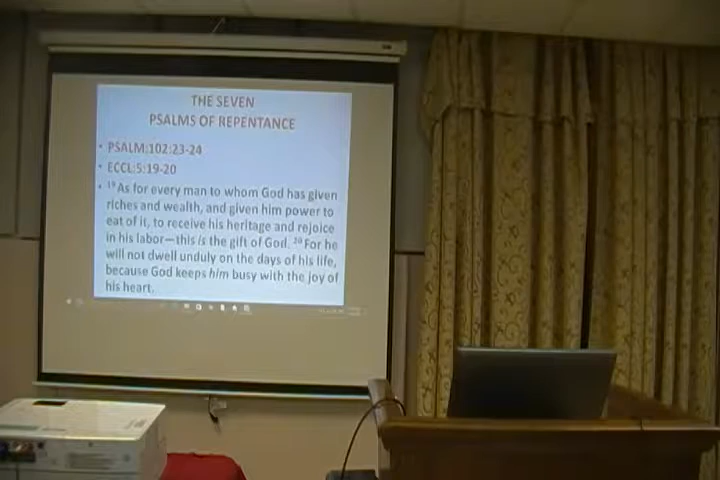 THE SEVEN
PSALMS OF REPENTANCE
• PSALM:102:23-24
• ECCL:5:19-20
• ¹⁹ As for every man to whom God has given
riches and wealth, and given him power to
eat of it, to receive his heritage and rejoice
in his labor—this is the gift of God. ²⁰ For he
will not dwell unduly on the days of his life,
because God keeps him busy with the joy of
his heart.